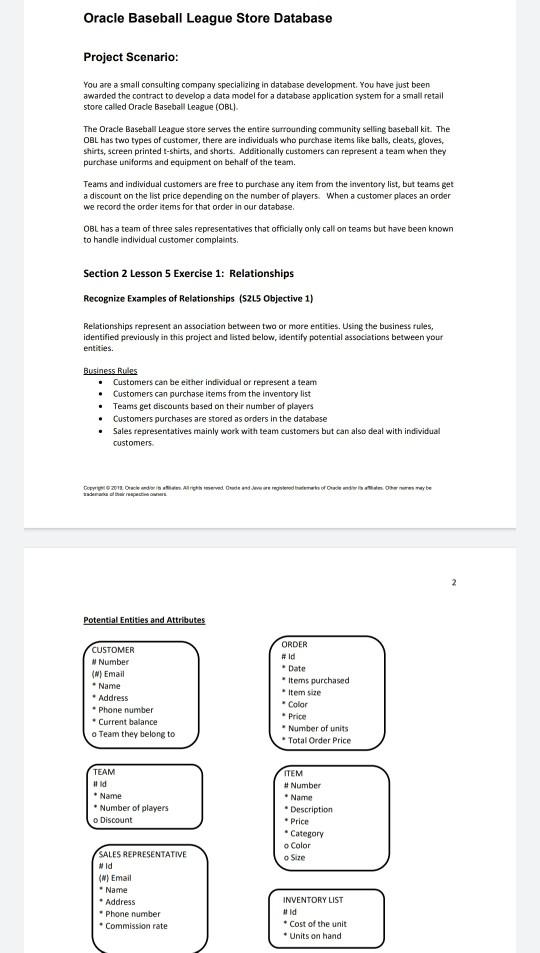 Oracle Baseball League Store Database
Project Scenario:
You are a small consulting company specializing in database development. You have just been
awarded the contract to develop a data model for a database application system for a small retail
store called Oracle Baseball League (OBL).
The Oracle Baseball League store serves the entire surrounding community selling baseball kit. The
OBL has two types of customer, there are individuals who purchase items like balls, cleats, gloves,
shirts, screen printed t-shirts, and shorts. Additionally customers can represent a team when they
purchase uniforms and equipment on behalf of the team.
Teams and individual customers are free to purchase any item from the inventory list, but teams get
a discount on the list price depending on the number of players. When a customer places an order
we record the order items for that order in our database.
OBL has a team of three sales representatives that officially only call on teams but have been known
to handle individual customer complaints.
Section 2 Lesson 5 Exercise 1: Relationships
Recognize Examples of Relationships (S2L5 Objective 1)
Relationships represent an association between two or more entities. Using the business rules,
identified previously in this project and listed below, identify potential associations between your
entities.
Business Rules
• Customers can be either individual or represent a team
• Customers can purchase items from the inventory list
• Teams get discounts based on their number of players
• Customers purchases are stored as orders in the database
• Sales representatives mainly work with team customers but can also deal with individual
customers.
Copyright © 2019, Oracle and/or its affiliates. All rights reserved. Oracle and Java are registered trademarks of Oracle and/or its affiliates. Other names may be
trademarks of their respective owners.
2
Potential Entities and Attributes
CUSTOMER
# Number
(#) Email
* Name
* Address
* Phone number
* Current balance
o Team they belong to
ORDER
# Id
* Date
* Items purchased
* Item size
* Color
* Price
* Number of units
* Total Order Price
TEAM
# Id
* Name
* Number of players
o Discount
ITEM
# Number
* Name
* Description
* Price
* Category
o Color
o Size
SALES REPRESENTATIVE
# Id
(#) Email
* Name
* Address
* Phone number
* Commission rate
INVENTORY LIST
# Id
* Cost of the unit
* Units on hand